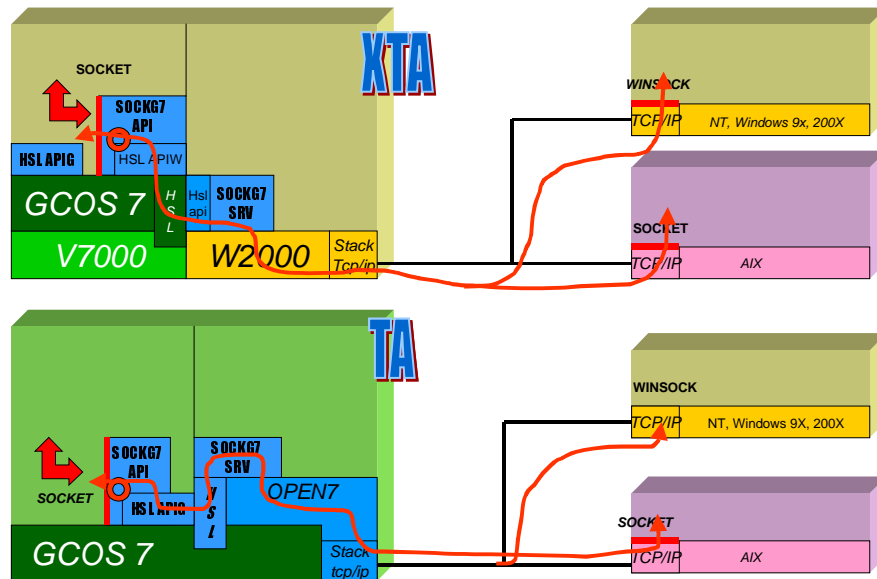 XTA
SOCKET
SOCKG7
API
HSL APIG
HSL APIW
GCOS 7
H
S
L
Hsl
api
SOCKG7
SRV
V7000
W2000
Stack
Tcp/ip
WINSOCK
TCP/IP
NT, Windows 9x, 200X
SOCKET
TCP/IP
AIX
TA
SOCKG7
API
SOCKET
HSL APIG
SOCKG7
SRV
H
S
L
OPEN7
GCOS 7
Stack
tcp/ip
WINSOCK
TCP/IP
NT, Windows 9X, 200X
SOCKET
TCP/IP
AIX